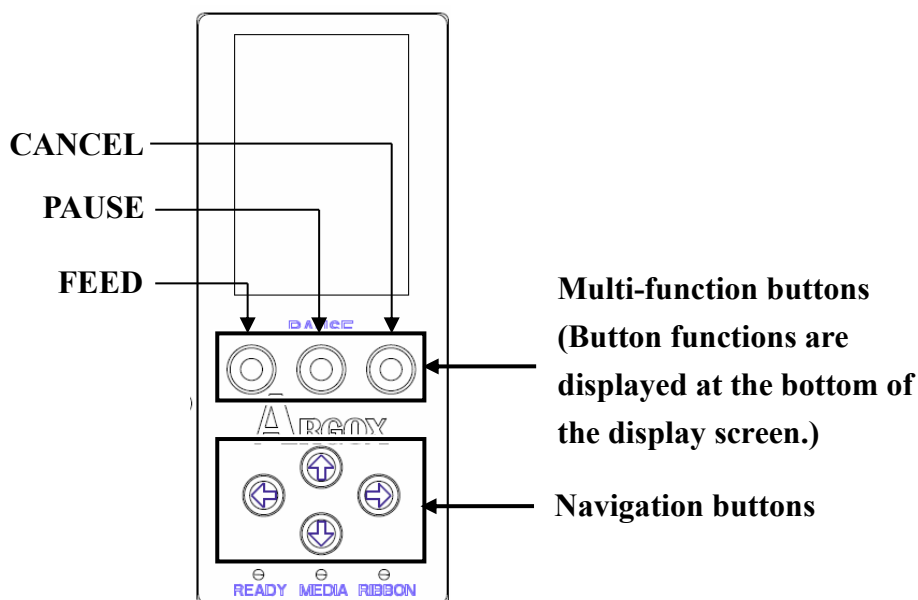 CANCEL
PAUSE
FEED
PAUSE
Multi-function buttons
(Button functions are
displayed at the bottom of
the display screen.)
ARGOX
Navigation buttons
READY MEDIA RIBBON